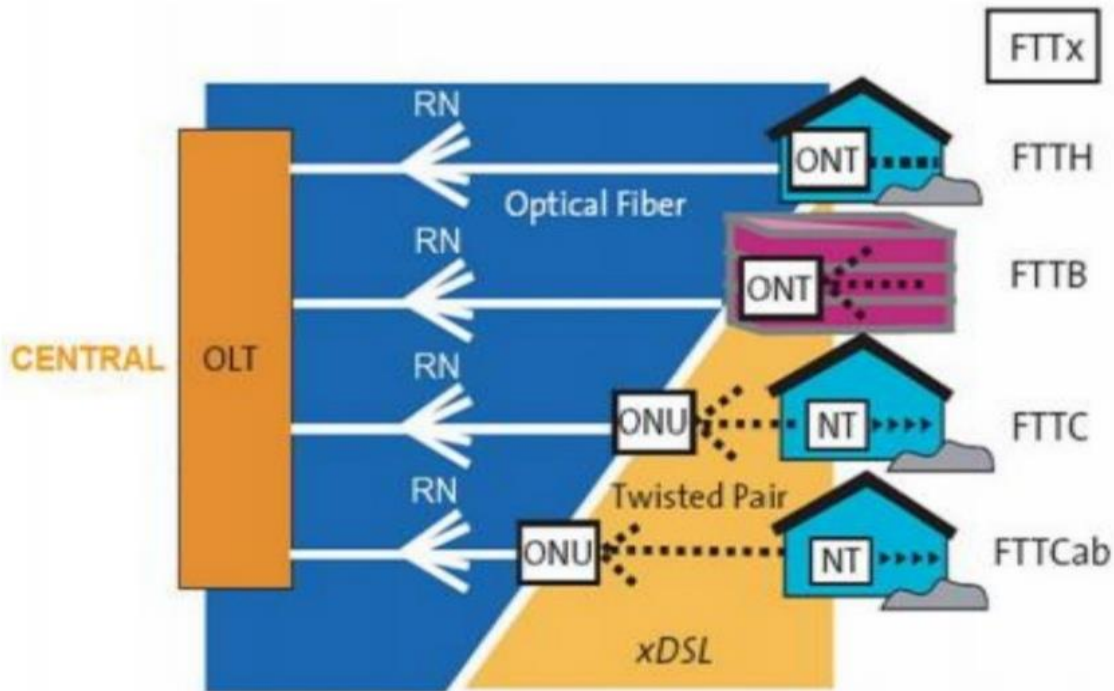 FTTx
RN
ONT
FTTH
Optical Fiber
RN
ONT
FTTB
CENTRAL
OLT
RN
ONU
NT
FTTC
Twisted Pair
RN
ONU
NT
FTTCab
xDSL